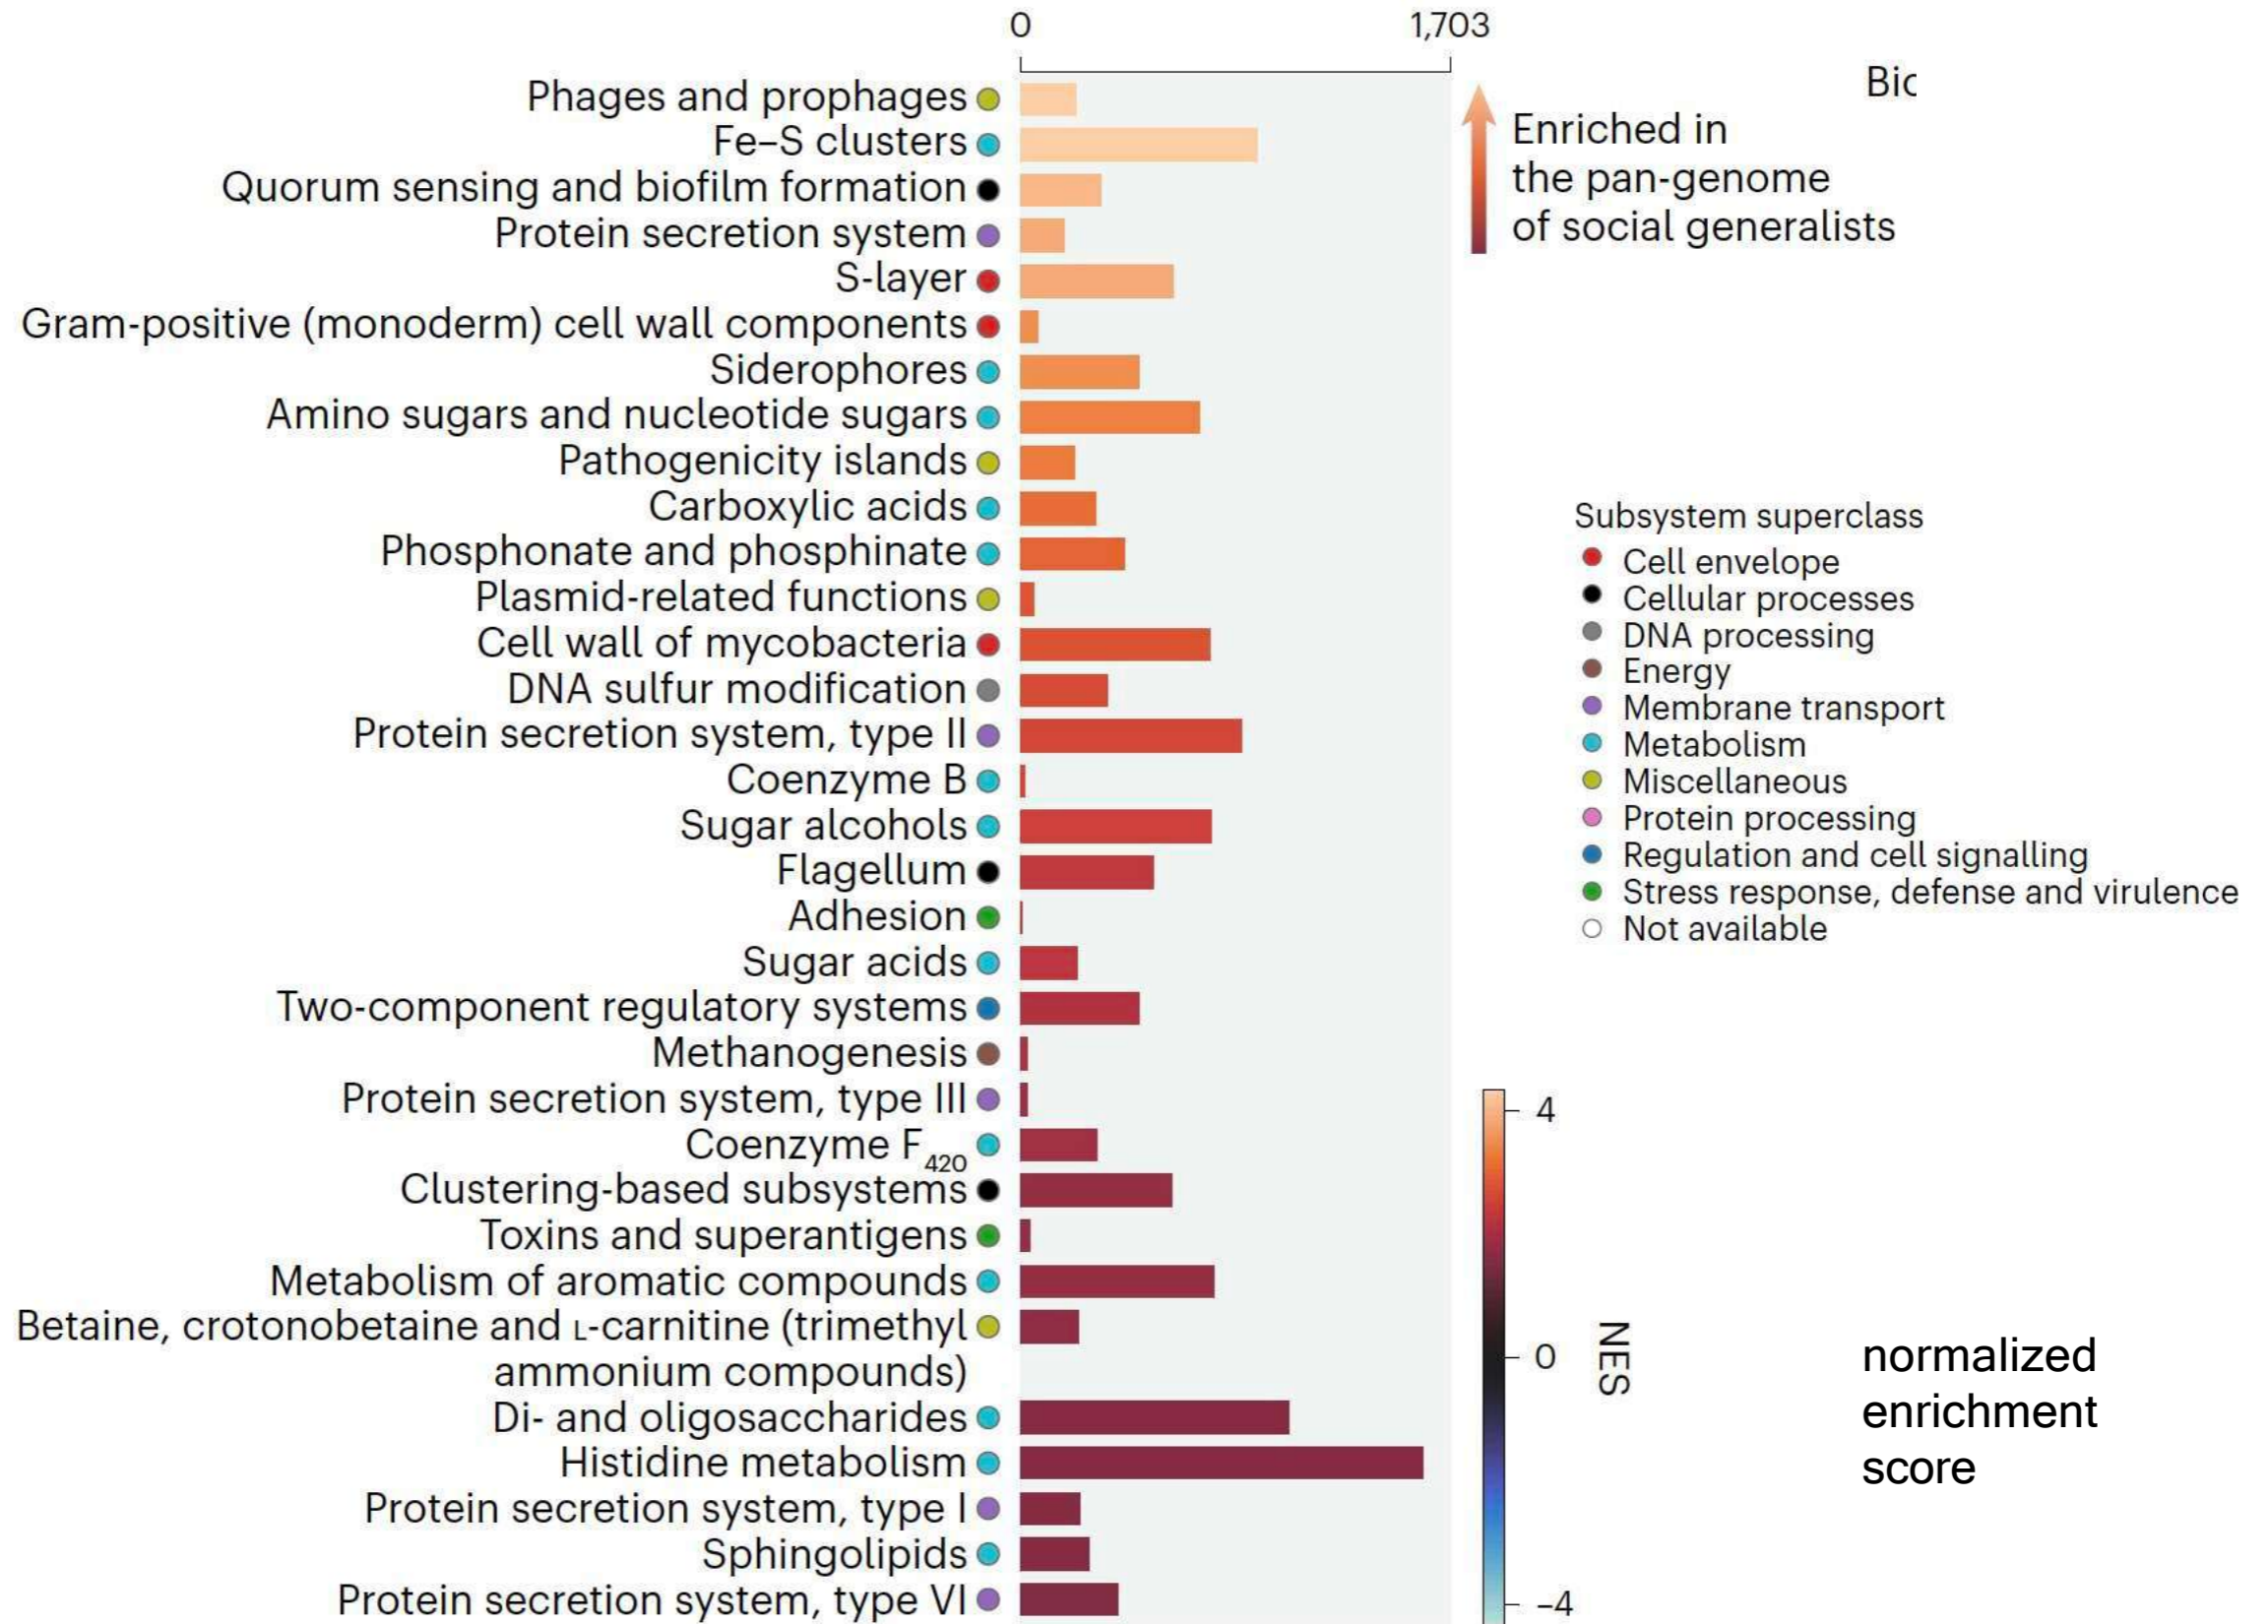 0 1,703
Phages and prophages
Fe–S clusters
Quorum sensing and biofilm formation
Protein secretion system
S-layer
Gram-positive (monoderm) cell wall components
Siderophores
Amino sugars and nucleotide sugars
Pathogenicity islands
Carboxylic acids
Phosphonate and phosphinate
Plasmid-related functions
Cell wall of mycobacteria
DNA sulfur modification
Protein secretion system, type II
Coenzyme B
Sugar alcohols
Flagellum
Adhesion
Sugar acids
Two-component regulatory systems
Methanogenesis
Protein secretion system, type III
Coenzyme F420
Clustering-based subsystems
Toxins and superantigens
Metabolism of aromatic compounds
Betaine, crotonobetaine and L-carnitine (trimethyl
ammonium compounds)
Di- and oligosaccharides
Histidine metabolism
Protein secretion system, type I
Sphingolipids
Protein secretion system, type VI
Enriched in
the pan-genome
of social generalists
Subsystem superclass
Cell envelope
Cellular processes
DNA processing
Energy
Membrane transport
Metabolism
Miscellaneous
Protein processing
Regulation and cell signalling
Stress response, defense and virulence
Not available
4
0
−4
NES
normalized
enrichment
score